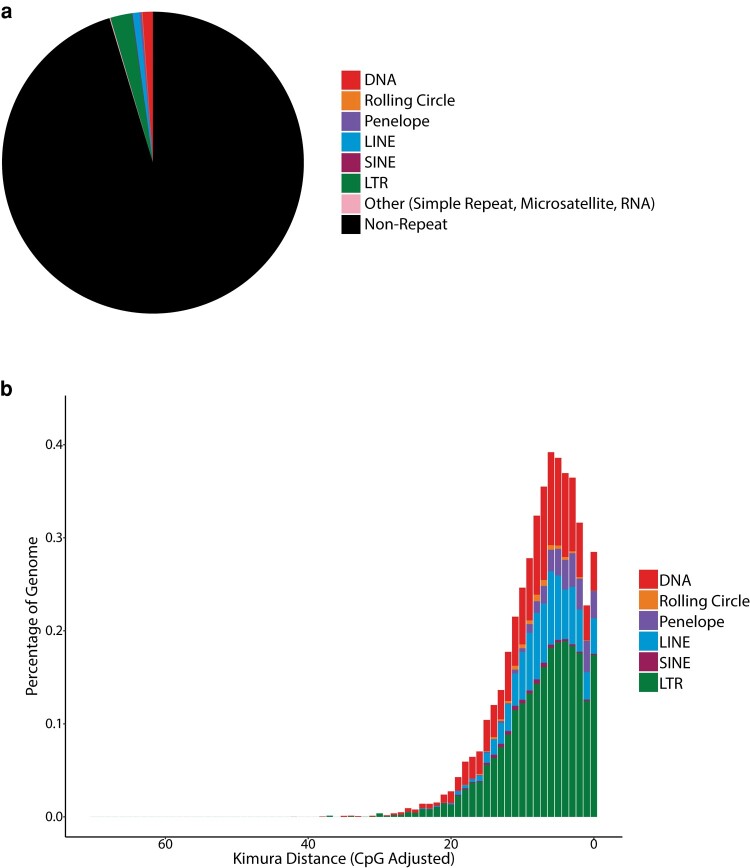 a
DNA
Rolling Circle
Penelope
LINE
SINE
LTR
Other (Simple Repeat, Microsatellite, RNA)
Non-Repeat
b
Percentage of Genome
0.4
0.3
0.2
0.1
0.0
60
40
20
0
Kimura Distance (CpG Adjusted)
DNA
Rolling Circle
Penelope
LINE
SINE
LTR